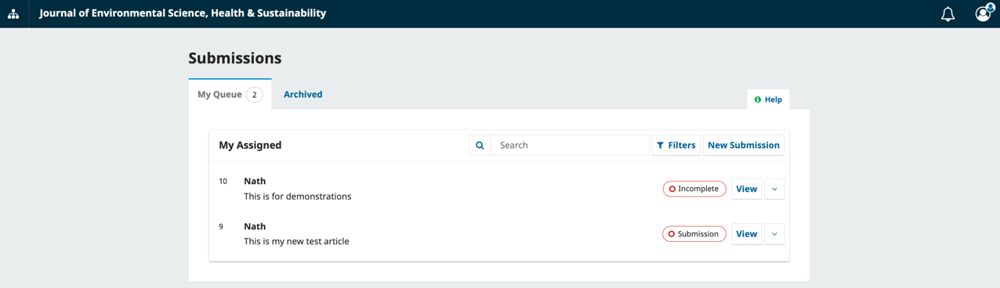 Journal of Environmental Science, Health & Sustainability
Submissions
My Queue 2 Archived
Help
My Assigned Search Filters New Submission
10 Nath
This is for demonstrations
Incomplete View
9 Nath
This is my new test article
Submission View